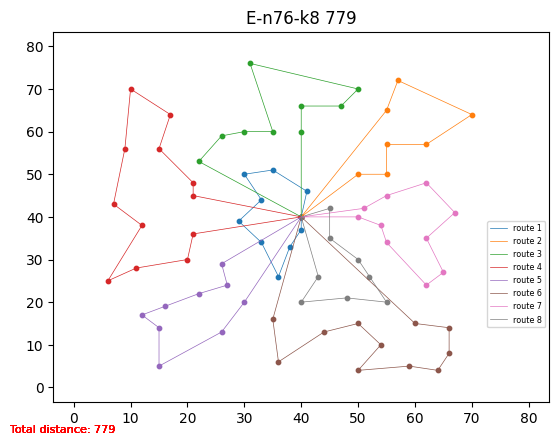 E-n76-k8 779
80
70
60
50
40
30
20
10
0
0 10 20 30 40 50 60 70 80
route 1
route 2
route 3
route 4
route 5
route 6
route 7
route 8
Total distance: 779